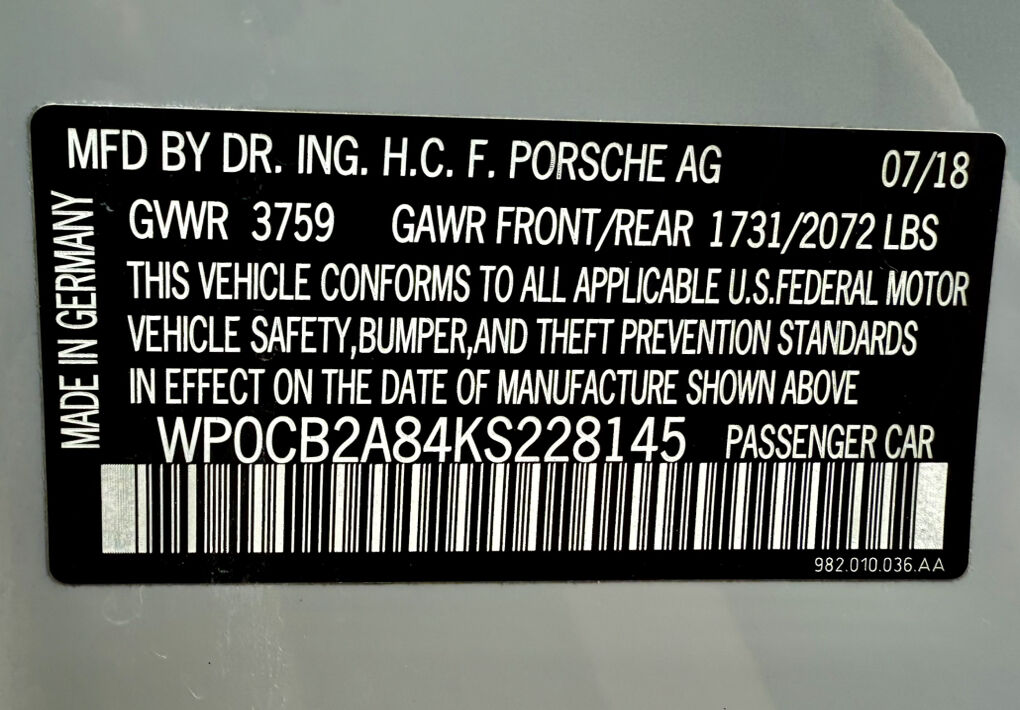 MFD BY DR. ING. H.C. F. PORSCHE AG 07/18
GVWR 3759 GAWR FRONT/REAR 1731/2072 LBS
THIS VEHICLE CONFORMS TO ALL APPLICABLE U.S.FEDERAL MOTOR
VEHICLE SAFETY,BUMPER,AND THEFT PREVENTION STANDARDS
IN EFFECT ON THE DATE OF MANUFACTURE SHOWN ABOVE
WP0CB2A84KS228145 PASSENGER CAR
982.010.036.AA
MADE IN GERMANY